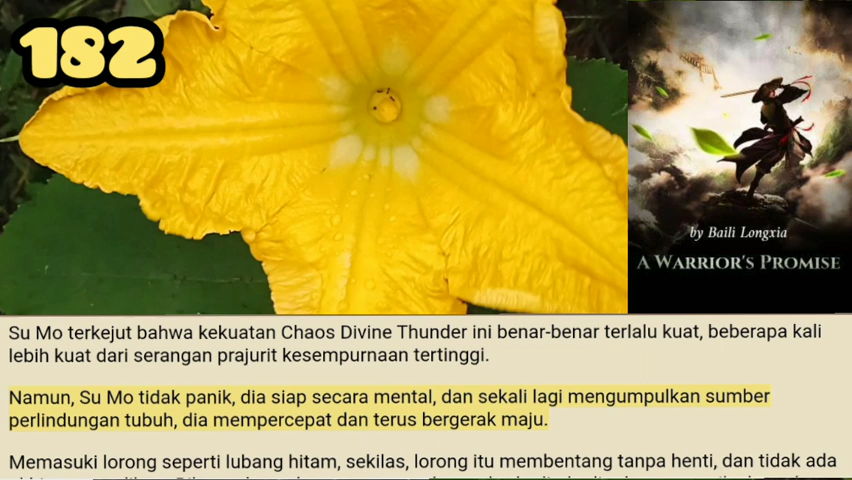 182
by Baili Longxia
A WARRIOR'S PROMISE
Su Mo terkejut bahwa kekuatan Chaos Divine Thunder ini benar-benar terlalu kuat, beberapa kali
lebih kuat dari serangan prajurit kesempurnaan tertinggi.
Namun, Su Mo tidak panik, dia siap secara mental, dan sekali lagi mengumpulkan sumber
perlindungan tubuh, dia mempercepat dan terus bergerak maju.
Memasuki lorong seperti lubang hitam, sekilas, lorong itu membentang tanpa henti, dan tidak ada